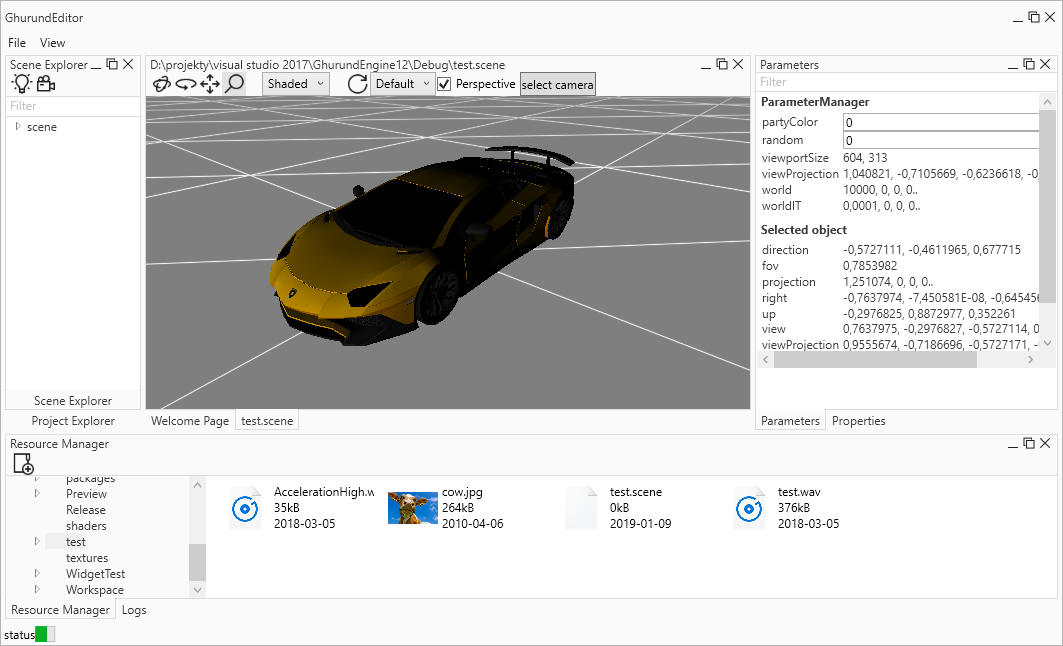 GhurundEditor
File View
Scene Explorer
Filter
scene
Scene Explorer
Project Explorer
D:\projekty\visual studio 2017\GhurundEngine12\Debug\test.scene
Shaded Default Perspective select camera
Welcome Page test.scene
Parameters
Filter
ParameterManager
partyColor 0
random 0
viewportSize 604, 313
viewProjection 1,040821, -0,7105669, -0,6236618, -0
world 10000, 0, 0, 0..
worldIT 0,0001, 0, 0, 0..
Selected object
direction -0,5727111, -0,4611965, 0,677715
fov 0,7853982
projection 1,251074, 0, 0, 0..
right -0,7637974, -7,450581E-08, -0,645456
up -0,2976825, 0,8872977, 0,352261
view 0,7637975, -0,2976827, -0,5727114, 0
viewProjection 0,9555674, -0,7186696, -0,5727171, -
Parameters Properties
Resource Manager
packages
Preview
Release
shaders
test
textures
WidgetTest
Workspace
AccelerationHigh.w
35kB
2018-03-05
cow.jpg
264kB
2010-04-06
test.scene
0kB
2019-01-09
test.wav
376kB
2018-03-05
Resource Manager Logs
status